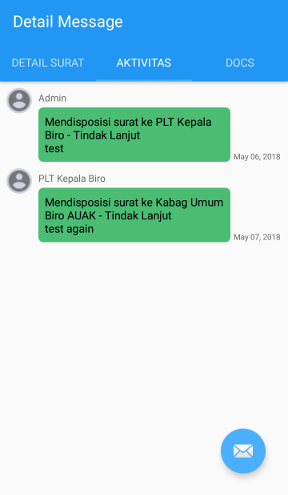 Detail Message
DETAIL SURAT
AKTIVITAS
DOCS
Admin
Mendisposisi surat ke PLT Kepala
Biro - Tindak Lanjut
test
May 06, 2018
PLT Kepala Biro
Mendisposisi surat ke Kabag Umum
Biro AUAK - Tindak Lanjut
test again
May 07, 2018